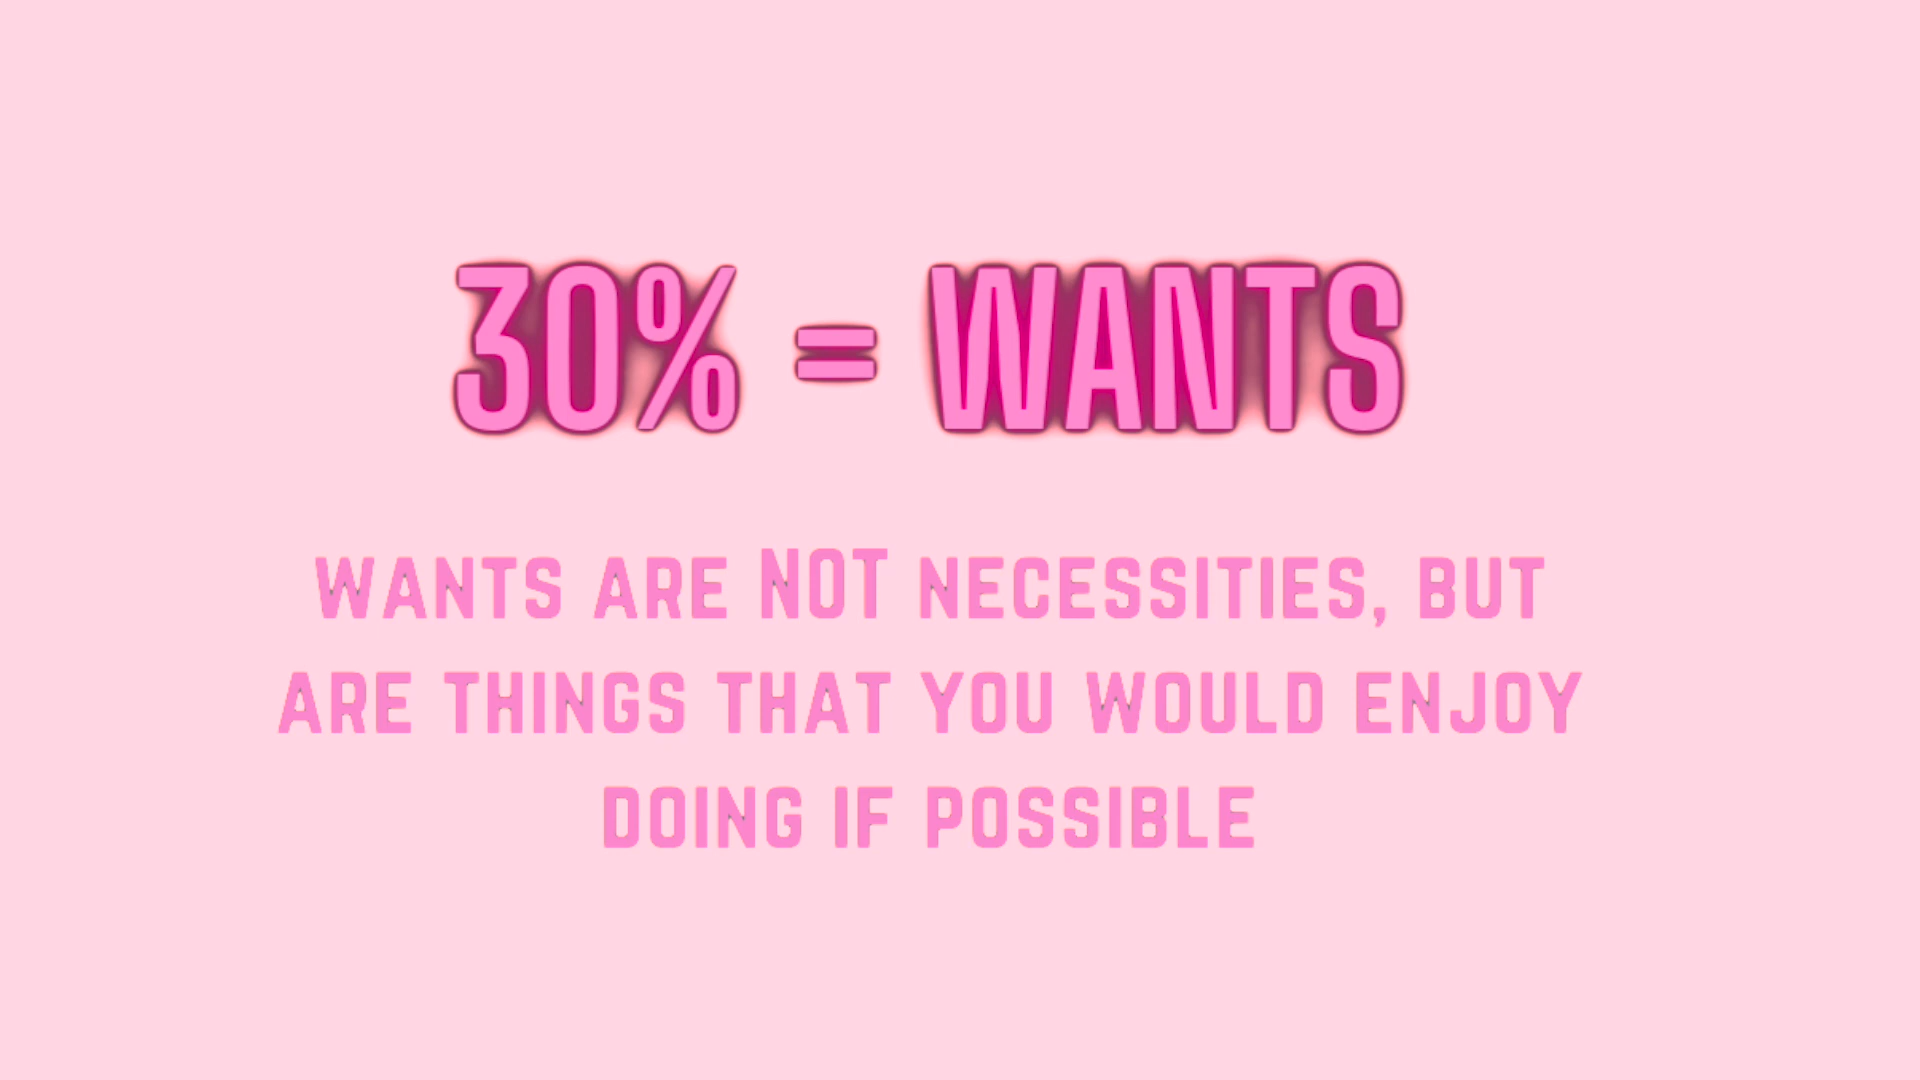 30% = WANTS
WANTS ARE NOT NECESSITIES, BUT
ARE THINGS THAT YOU WOULD ENJOY
DOING IF POSSIBLE